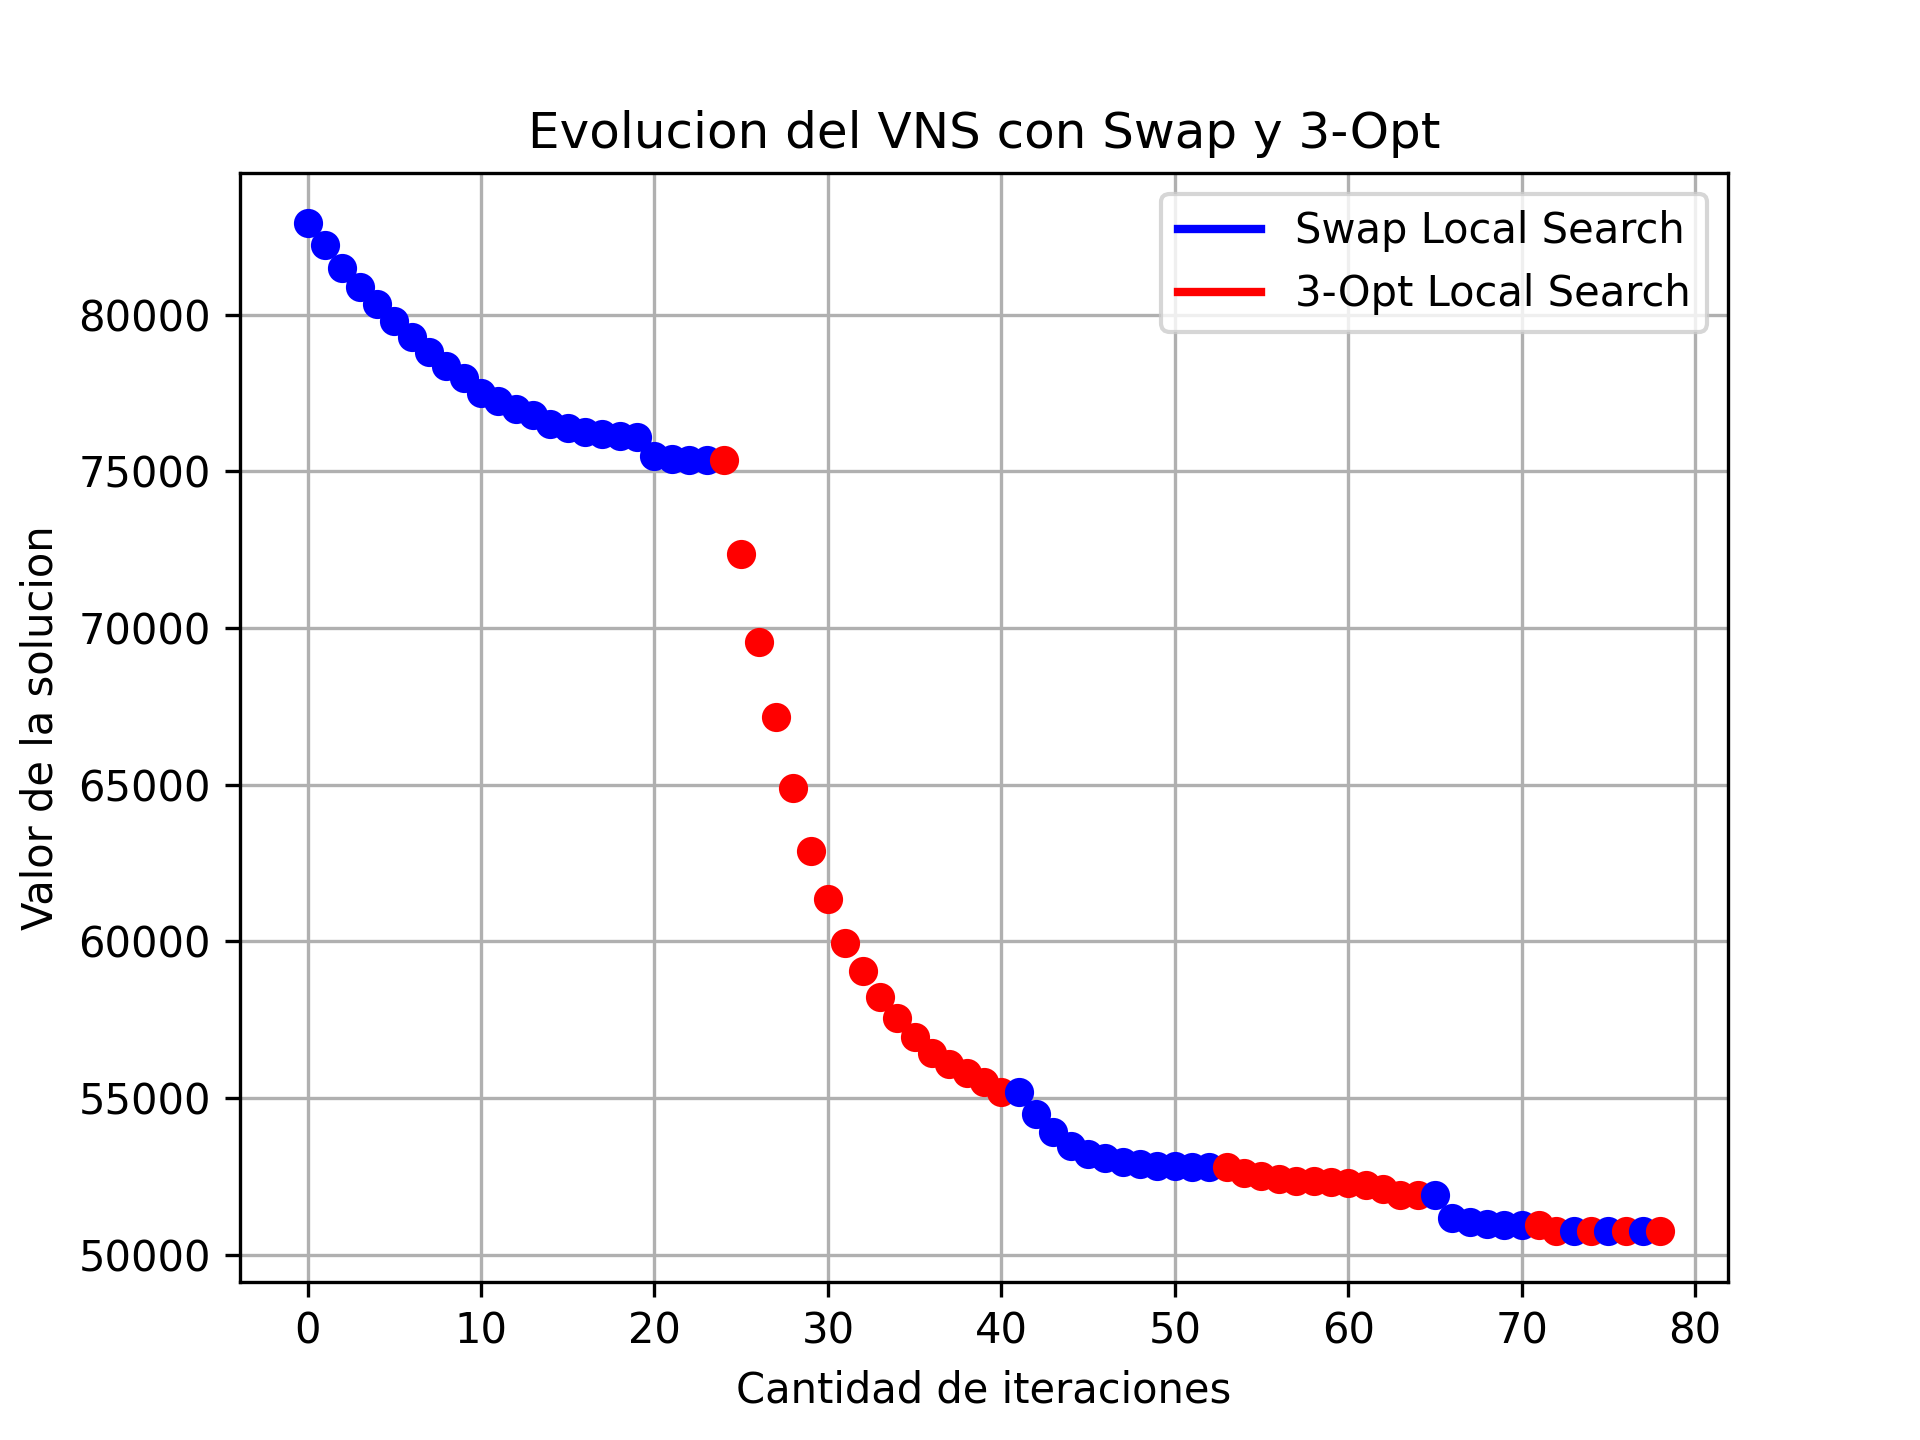 Evolucion del VNS con Swap y 3-Opt
Swap Local Search
3-Opt Local Search
Valor de la solucion
80000
75000
70000
65000
60000
55000
50000
0 10 20 30 40 50 60 70 80
Cantidad de iteraciones